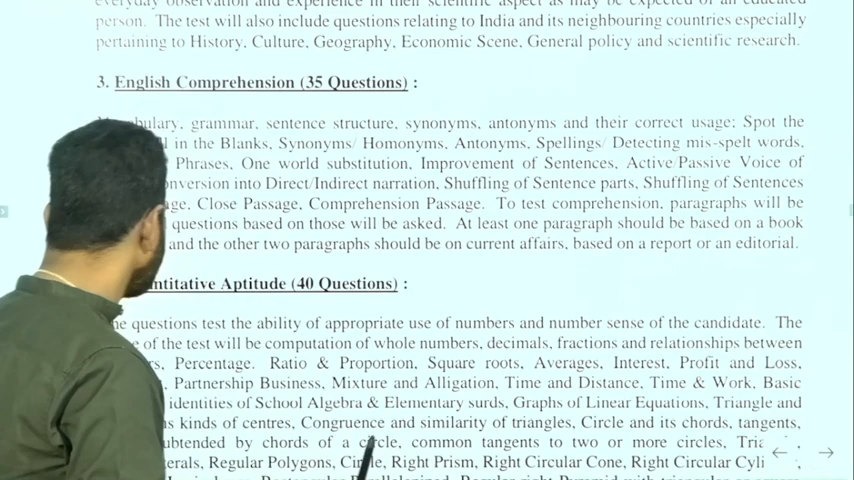 everyday observation and experience in their scientific aspect as may be expected of an educated
person. The test will also include questions relating to India and its neighbouring countries especially
pertaining to History, Culture, Geography, Economic Scene, General policy and scientific research.
3. English Comprehension (35 Questions) :
Vocabulary, grammar, sentence structure, synonyms, antonyms and their correct usage; Spot the
in the Blanks, Synonyms/ Homonyms, Antonyms, Spellings/ Detecting mis-spelt words,
Phrases, One world substitution, Improvement of Sentences, Active/Passive Voice of
onversion into Direct/Indirect narration, Shuffling of Sentence parts, Shuffling of Sentences
age, Close Passage, Comprehension Passage. To test comprehension, paragraphs will be
questions based on those will be asked. At least one paragraph should be based on a book
and the other two paragraphs should be on current affairs, based on a report or an editorial.
ntitative Aptitude (40 Questions) :
he questions test the ability of appropriate use of numbers and number sense of the candidate. The
of the test will be computation of whole numbers, decimals, fractions and relationships between
rs, Percentage. Ratio & Proportion, Square roots, Averages, Interest, Profit and Loss,
, Partnership Business, Mixture and Alligation, Time and Distance, Time & Work, Basic
identities of School Algebra & Elementary surds, Graphs of Linear Equations, Triangle and
s kinds of centres, Congruence and similarity of triangles, Circle and its chords, tangents,
ubtended by chords of a circle, common tangents to two or more circles, Tria
erals, Regular Polygons, Circle, Right Prism, Right Circular Cone, Right Circular Cyli